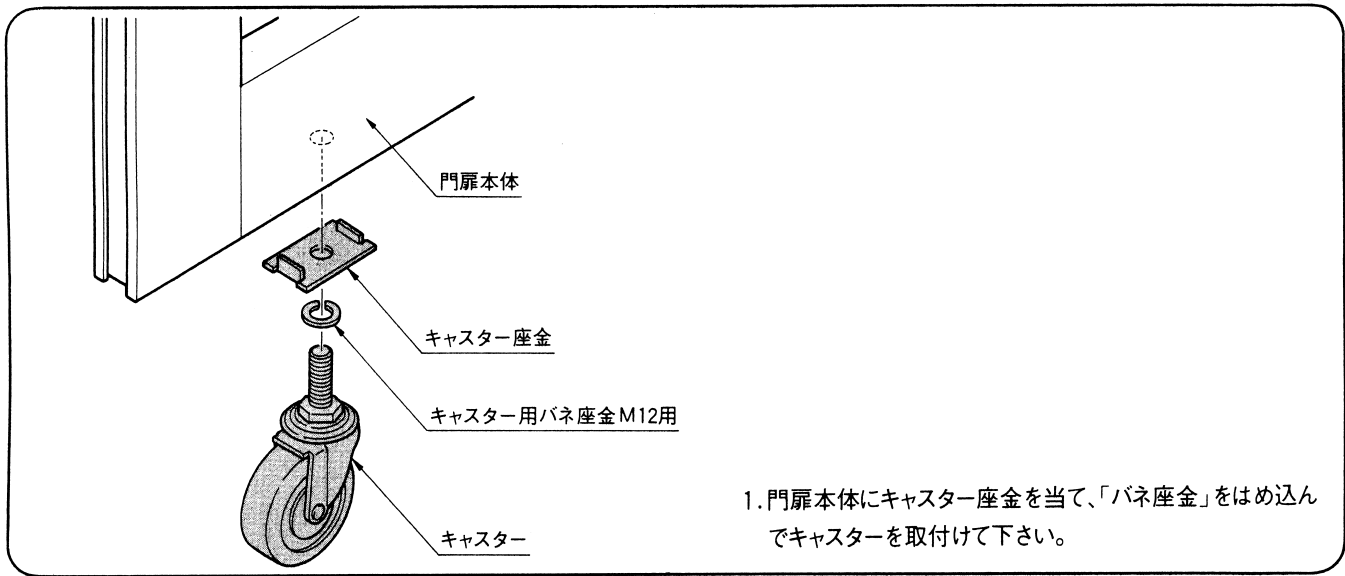 門扉本体
キャスター座金
キャスター用バネ座金M12用
キャスター
1.門扉本体にキャスター座金を当て、「バネ座金」をはめ込ん
でキャスターを取付けて下さい。